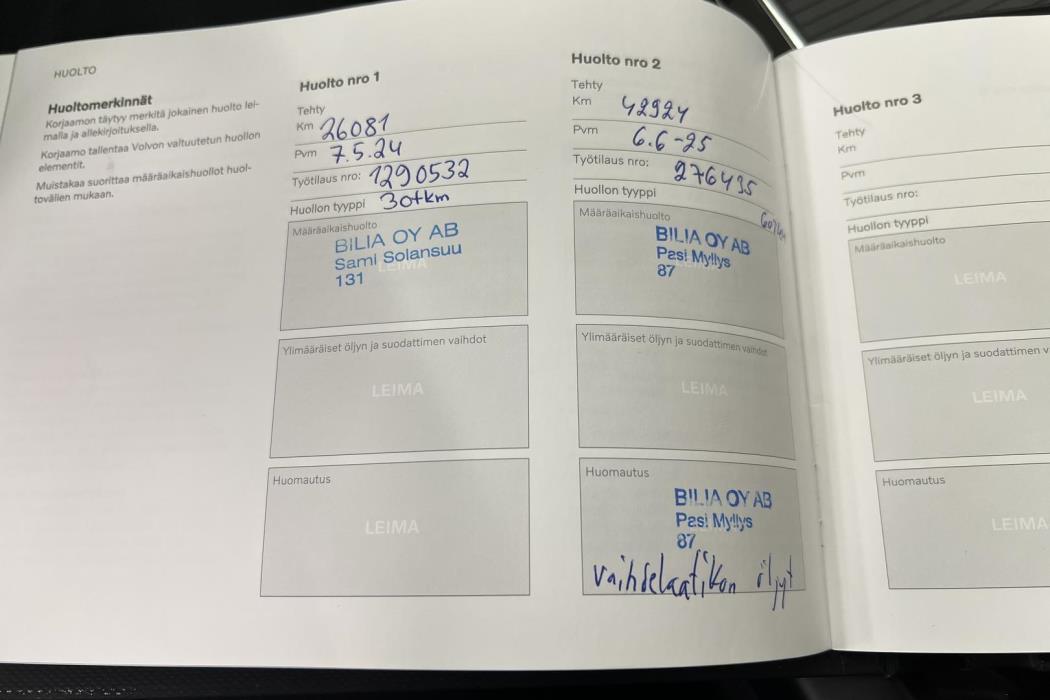 HUOLTO
Huoltomerkinnät
Korjaamon täytyy merkitä jokainen huolto lei-
malla ja allekirjoituksella.
Korjaamo tallentaa Volvon valtuutetun huollon
elementit.
Muistakaa suorittaa määräaikaishuollot huol-
tovälien mukaan.
Huolto nro 1
Tehty
Km 26081
Pvm 7.5.24
Työtilaus nro: 1290532
Huollon tyyppi 30tkm
Määräaikaishuolto
BILIA OY AB
Sami Solansuu
LEIMA
131
Ylimääräiset öljyn ja suodattimen vaihdot
LEIMA
Huomautus
LEIMA
Huolto nro 2
Tehty
Km 42924
Pvm 6.6-25
Työtilaus nro: 276435
Huollon tyyppi
Määräaikaishuolto
BILIA OY AB
Pasi Myllys
87
Ylimääräiset öljyn ja suodattimen vaihdot
LEIMA
Huomautus
BILIA OY AB
Pasi Myllys
87
vaihdelaatikon öljyt
Huolto nro 3
Tehty
Km
Pvm
Työtilaus nro:
Huollon tyyppi
Määräaikaishuolto
LEIMA
Ylimääräiset öljyn ja suodattimen v
LEIMA
Huomautus
LEIMA